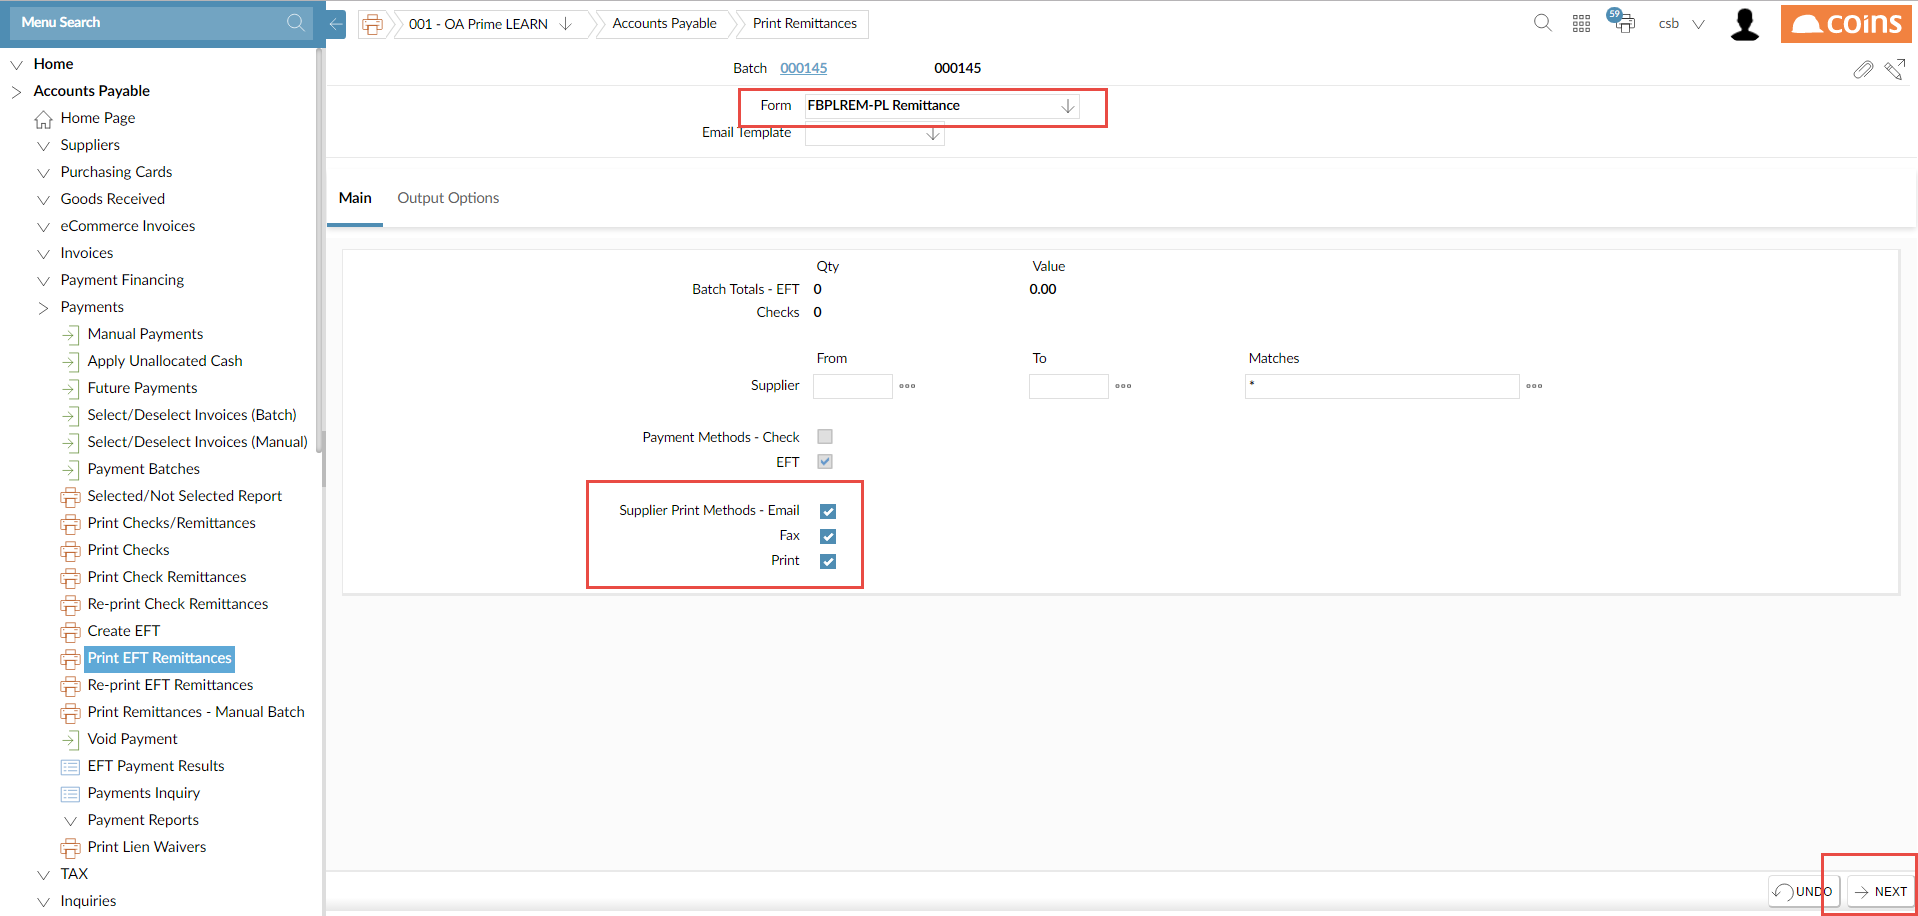 Menu Search
001 - OA Prime LEARN
Accounts Payable
Print Remittances
59
csb
coins
Home
Accounts Payable
Home Page
Suppliers
Purchasing Cards
Goods Received
eCommerce Invoices
Invoices
Payment Financing
Payments
Manual Payments
Apply Unallocated Cash
Future Payments
Select/Deselect Invoices (Batch)
Select/Deselect Invoices (Manual)
Payment Batches
Selected/Not Selected Report
Print Checks/Remittances
Print Checks
Print Check Remittances
Re-print Check Remittances
Create EFT
Print EFT Remittances
Re-print EFT Remittances
Print Remittances - Manual Batch
Void Payment
EFT Payment Results
Payments Inquiry
Payment Reports
Print Lien Waivers
TAX
Inquiries
Batch 000145 000145
Form FBPLREM-PL Remittance
Email Template
Main Output Options
Qty Value
Batch Totals - EFT 0 0.00
Checks 0
From To Matches
Supplier *
Payment Methods - Check
EFT
Supplier Print Methods - Email
Fax
Print
UNDO NEXT